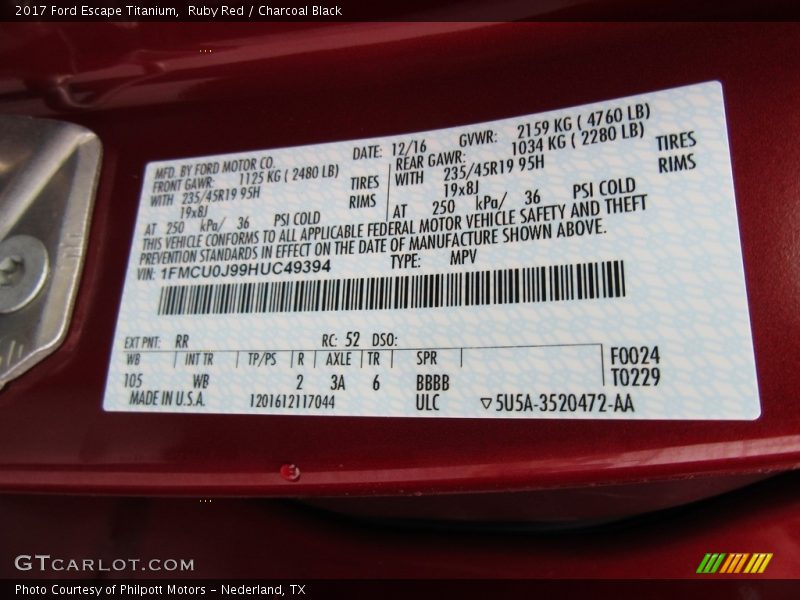 2017 Ford Escape Titanium,  Ruby Red / Charcoal Black
MFD. BY FORD MOTOR CO. DATE: 12/16 GVWR: 2159 KG ( 4760 LB)
FRONT GAWR: 1125 KG ( 2480 LB) REAR GAWR: 1034 KG ( 2280 LB)
WITH 235/45R19 95H TIRES WITH 235/45R19 95H TIRES
19x8J RIMS 19x8J RIMS
AT 250 kPa/ 36 PSI COLD AT 250 kPa/ 36 PSI COLD
THIS VEHICLE CONFORMS TO ALL APPLICABLE FEDERAL MOTOR VEHICLE SAFETY AND THEFT
PREVENTION STANDARDS IN EFFECT ON THE DATE OF MANUFACTURE SHOWN ABOVE.
VIN: 1FMCU0J99HUC49394 TYPE: MPV
EXT PNT: RR RC: 52 DSO:
WB INT TR TP/PS R AXLE TR SPR F0024
105 WB 2 3A 6 BBBB T0229
MADE IN U.S.A. 1201612117044 ULC ▽5U5A-3520472-AA
GTCARLOT.COM
Photo Courtesy of Philpott Motors - Nederland, TX